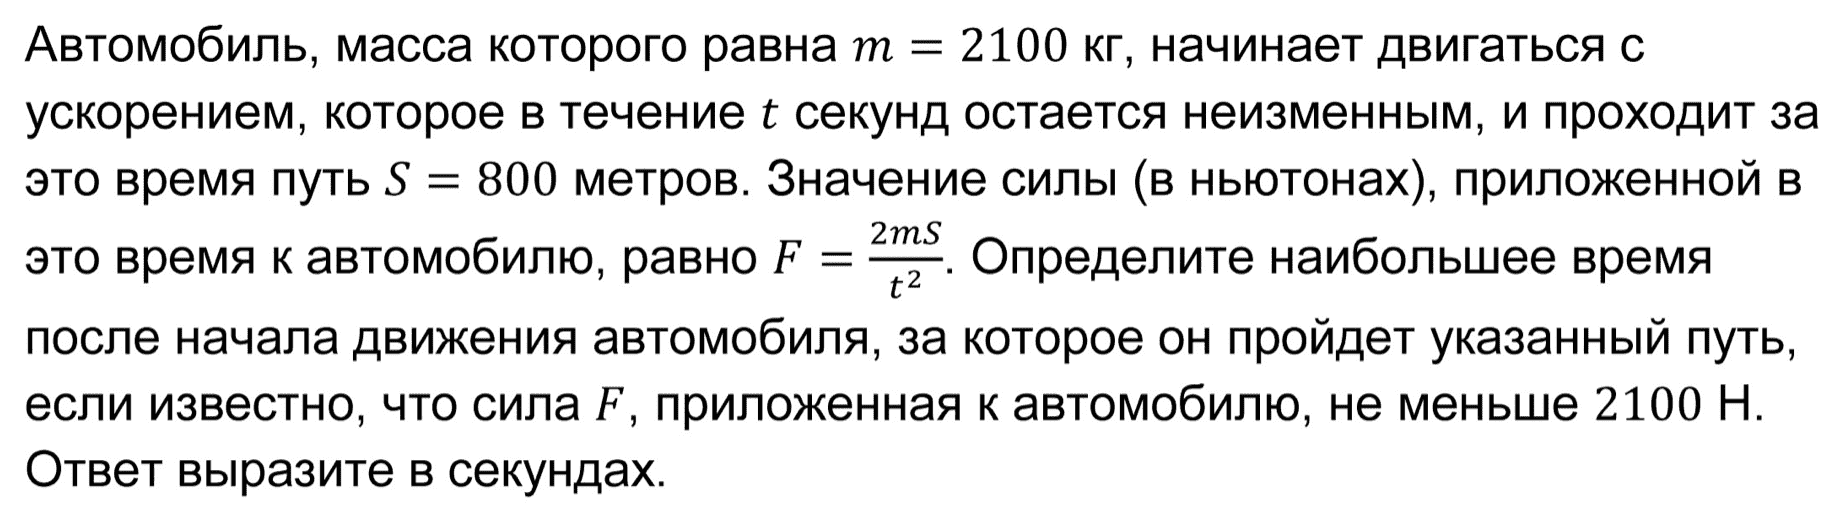 Автомобиль, масса которого равна m = 2100 кг, начинает двигаться с
ускорением, которое в течение t секунд остается неизменным, и проходит за
это время путь S = 800 метров. Значение силы (в ньютонах), приложенной в
это время к автомобилю, равно F = \frac{2mS}{t^2}. Определите наибольшее время
после начала движения автомобиля, за которое он пройдет указанный путь,
если известно, что сила F, приложенная к автомобилю, не меньше 2100 Н.
Ответ выразите в секундах.